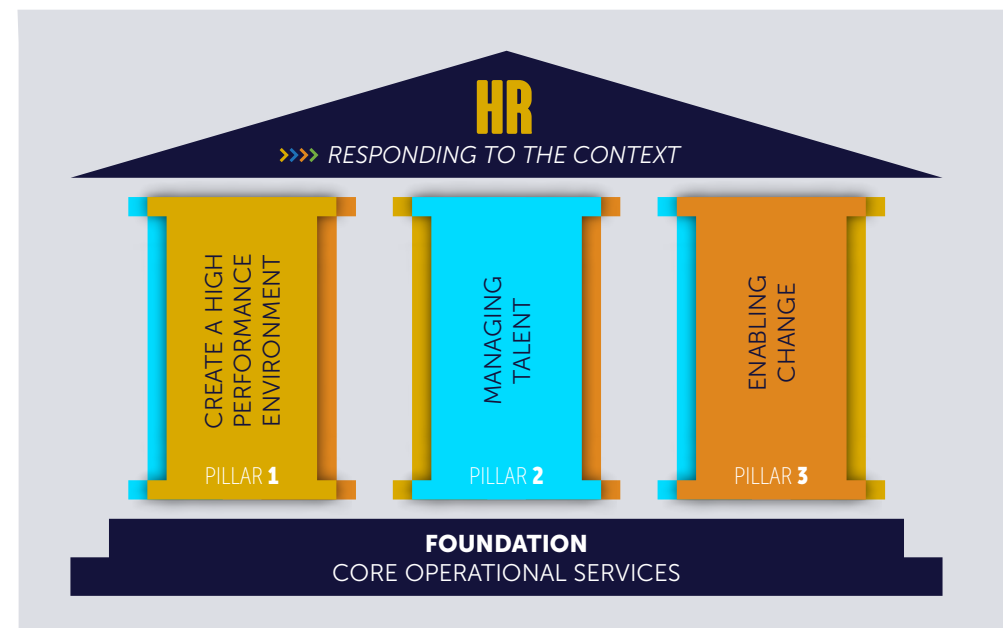 HR
>>>> RESPONDING TO THE CONTEXT
CREATE A HIGH
PERFORMANCE
ENVIRONMENT
PILLAR 1
MANAGING
TALENT
PILLAR 2
ENABLING
CHANGE
PILLAR 3
FOUNDATION
CORE OPERATIONAL SERVICES